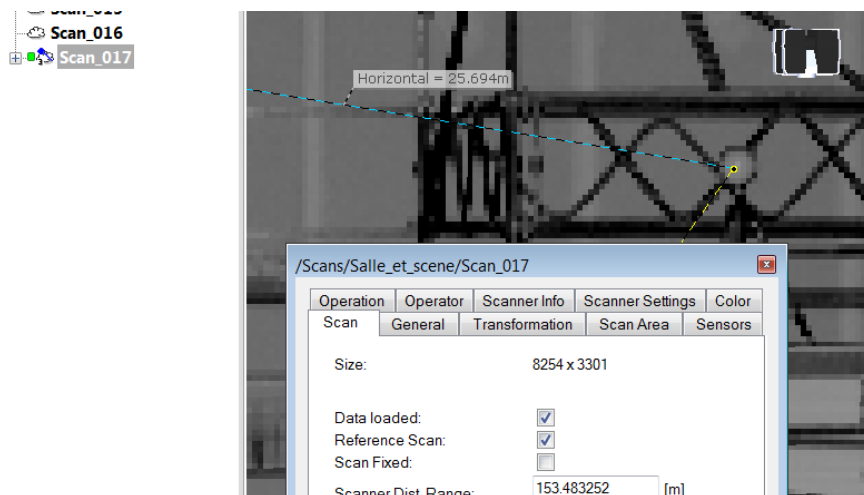 Scan_015
Scan_016
Scan_017
Horizontal = 25.694m
/Scans/Salle_et_scene/Scan_017
Operation Operator Scanner Info Scanner Settings Color
Scan General Transformation Scan Area Sensors
Size: 8254 x 3301
Data loaded:
Reference Scan:
Scan Fixed:
Scanner Dist. Range: 153.483252 [m]